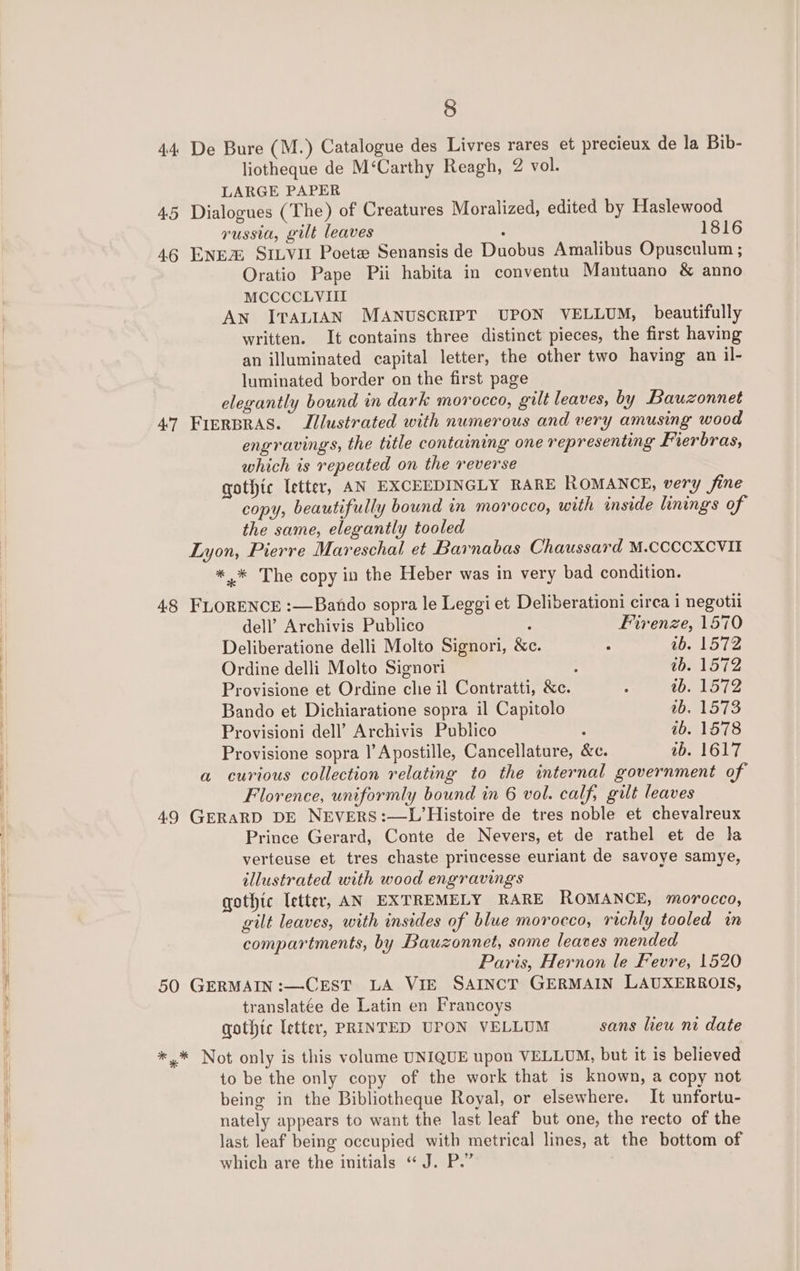 8
44 De Bure (M.) Catalogue des Livres rares et precieux de la Bib-
liotheque de M‘Carthy Reagh, 2 vol.
LARGE PAPER
45 Dialogues (The) of Creatures Moralized, edited by Haslewood
russia, gilt leaves . 1816
46 ENEÆ SILVII Poetæ Senansis de Duobus Amalibus Opusculum;
Oratio Pape Pii habita in conventu Mantuano & anno
MCCCCLVIII
AN ITALIAN MANUSCRIPT UPON VELLUM, beautifully
written. It contains three distinct pieces, the first having
an illuminated capital letter, the other two having an il-
luminated border on the first page
elegantly bound in dark morocco, gilt leaves, by Bauzonnet
47 FIERBRAS. Illustrated with numerous and very amusing wood
engravings, the title containing one representing Fierbras,
which is repeated on the reverse
gothic letter, AN EXCEEDINGLY RARE ROMANCE, very fine
copy, beautifully bound in morocco, with inside linings of
the same, elegantly tooled
Lyon, Pierre Mareschal et Barnabas Chaussard M.CCCCXCVII
*** The copy in the Heber was in very bad condition.
48 FLORENCE:—Bando sopra le Leggi et Deliberationi circa i negotii
dell’ Archivis Publico . Firenze, 1570
Deliberatione delli Molto Signori, &c. . ib. 1572
Ordine delli Molto Signori . ib. 1572
Provisione et Ordine che il Contratti, &c. . ib. 1572
Bando et Dichiaratione sopra il Capitolo ib. 1573
Provisioni dell’ Archivis Publico . ib. 1578
Provisione sopra l’Apostille, Cancellature, &c. ib. 1617
a curious collection relating to the internal government of
Florence, uniformly bound in 6 vol. calf, gilt leaves
49 GERARD DE NEVERS:—L’Histoire de tres noble et chevalreux
Prince Gerard, Conte de Nevers, et de rathel et de la
verteuse et tres chaste princesse euriant de savoye samye,
illustrated with wood engravings
gothic letter, AN EXTREMELY RARE ROMANCE, morocco,
gilt leaves, with insides of blue morocco, richly tooled in
compartments, by Bauzonnet, some leaves mended
Paris, Hernon le Fevre, 1520
50 GERMAIN:—CEST LA VIE SAINCT GERMAIN LAUXERROIS,
translatée de Latin en Francoys
gothic letter, PRINTED UPON VELLUM sans lieu ni date
*** Not only is this volume UNIQUE upon VELLUM, but it is believed
to be the only copy of the work that is known, a copy not
being in the Bibliotheque Royal, or elsewhere. It unfortu-
nately appears to want the last leaf but one, the recto of the
last leaf being occupied with metrical lines, at the bottom of
which are the initials “J. P.”